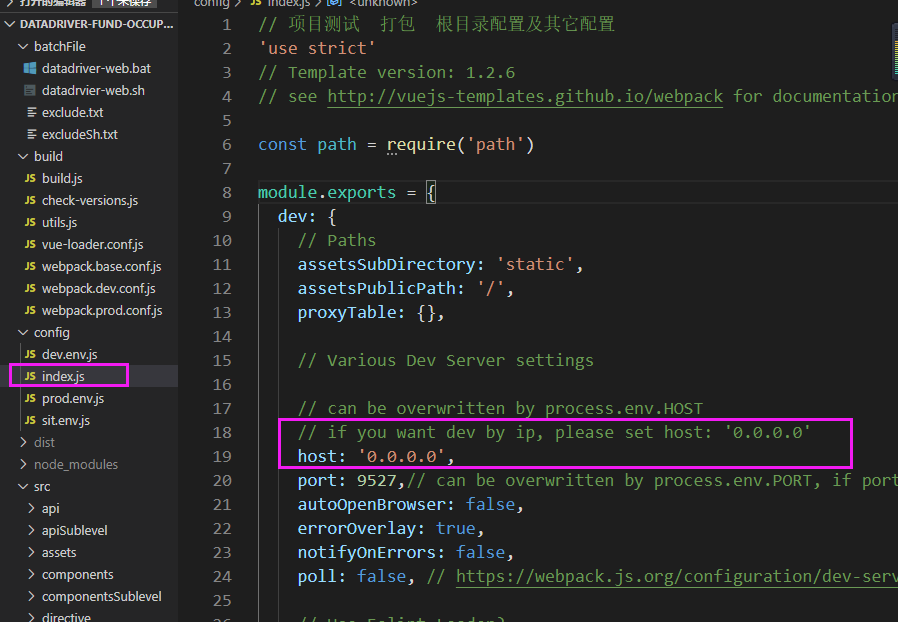 打开的编辑器 1 个未保存
DATADRIVER-FUND-OCCUP...
batchFile
datadriver-web.bat
datadrvier-web.sh
exclude.txt
excludeSh.txt
build
JS build.js
JS check-versions.js
JS utils.js
JS vue-loader.conf.js
JS webpack.base.conf.js
JS webpack.dev.conf.js
JS webpack.prod.conf.js
config
JS dev.env.js
JS index.js
JS prod.env.js
JS sit.env.js
dist
node_modules
src
api
apiSublevel
assets
components
componentsSublevel
directive
config > JS index.js > <unknown>
1 // 项目测试 打包 根目录配置及其它配置
2 'use strict'
3 // Template version: 1.2.6
4 // see http://vuejs-templates.github.io/webpack for documentation
5
6 const path = require('path')
7
8 module.exports = {
9 dev: {
10 // Paths
11 assetsSubDirectory: 'static',
12 assetsPublicPath: '/',
13 proxyTable: {},
14
15 // Various Dev Server settings
16
17 // can be overwritten by process.env.HOST
18 // if you want dev by ip, please set host: '0.0.0.0'
19 host: '0.0.0.0',
20 port: 9527,// can be overwritten by process.env.PORT, if port
21 autoOpenBrowser: false,
22 errorOverlay: true,
23 notifyOnErrors: false,
24 poll: false, // https://webpack.js.org/configuration/dev-serv
25
26 // Use Eslint Loader?